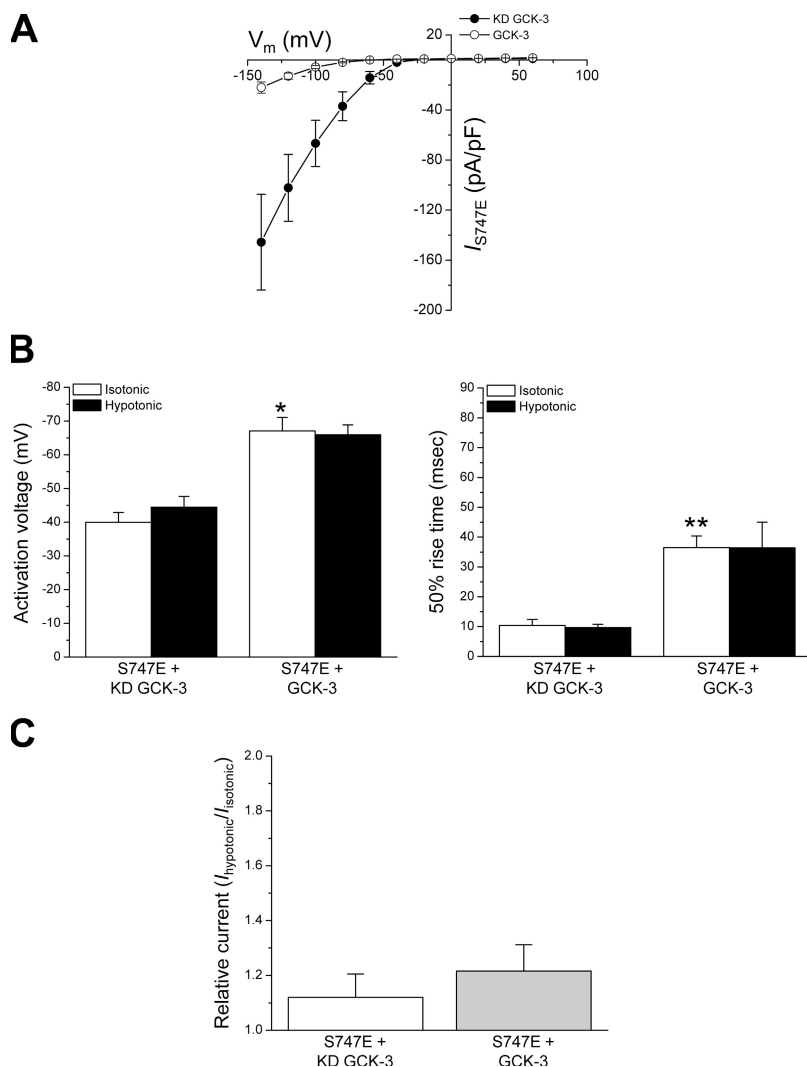 A
KD GCK-3
GCK-3
Vm (mV)
-150 -100 -50 50 100
20
-40
-80
-120
-160
-200
IS747E (pA/pF)
B
Isotonic
Hypotonic
Activation voltage (mV)
-80
-70
-60
-50
-40
-30
-20
-10
0
*
S747E + KD GCK-3
S747E + GCK-3
Isotonic
Hypotonic
50% rise time (msec)
90
80
70
60
50
40
30
20
10
0
**
S747E + KD GCK-3
S747E + GCK-3
C
Relative current (Ihypotonic/Iisotonic)
2.0
1.8
1.6
1.4
1.2
1.0
S747E + KD GCK-3
S747E + GCK-3